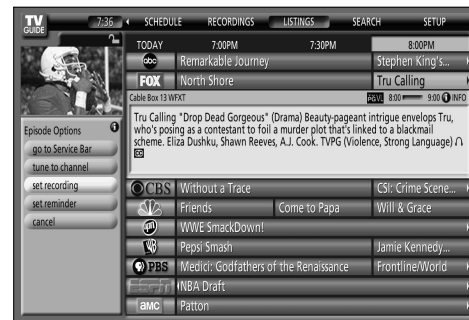 TV GUIDE
7:36
SCHEDULE RECORDINGS LISTINGS SEARCH SETUP
TODAY 7:00PM 7:30PM 8:00PM
abc Remarkable Journey Stephen King's...
FOX North Shore Tru Calling
Cable Box 13 WFXT 8:00 9:00 INFO
Tru Calling "Drop Dead Gorgeous" (Drama) Beauty-pageant intrigue envelops Tru,
who's posing as a contestant to foil a murder plot that's linked to a blackmail
scheme. Eliza Dushku, Shawn Reeves, A.J. Cook. TVPG (Violence, Strong Language)
CC
Episode Options
go to Service Bar
tune to channel
set recording
set reminder
cancel
CBS Without a Trace CSI: Crime Scene...
Friends Come to Papa Will & Grace
UPN WWE SmackDown!
WB Pepsi Smash Jamie Kennedy...
PBS Medici: Godfathers of the Renaissance Frontline/World
ESPN NBA Draft
amc Patton